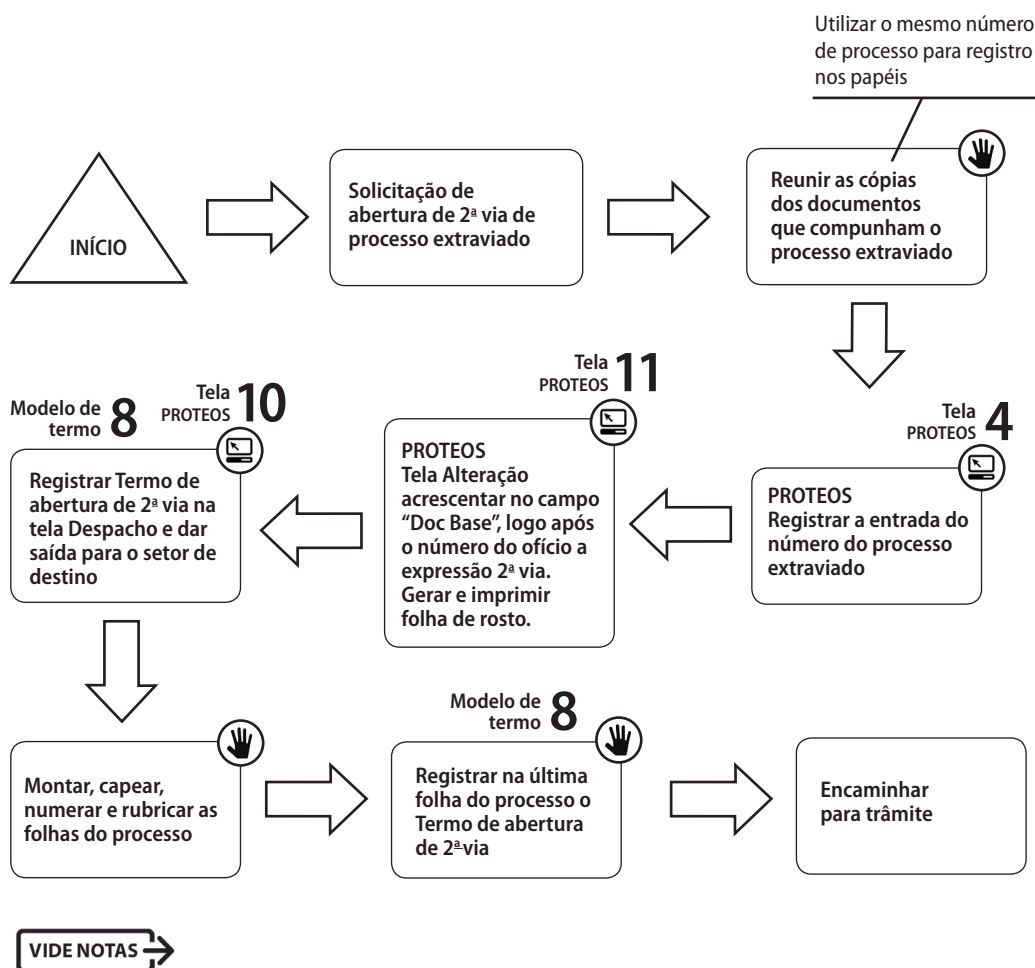 Utilizar o mesmo número
de processo para registro
nos papéis
INÍCIO
Solicitação de
abertura de 2ª via de
processo extraviado
Reunir as cópias
dos documentos
que compunham o
processo extraviado
Tela
PROTEOS 4
PROTEOS
Registrar a entrada do
número do processo
extraviado
Tela
PROTEOS 11
PROTEOS
Tela Alteração
acrescentar no campo
“Doc Base”, logo após
o número do ofício a
expressão 2ª via.
Gerar e imprimir
folha de rosto.
Modelo de
termo 8
Tela
PROTEOS 10
Registrar Termo de
abertura de 2ª via na
tela Despacho e dar
saída para o setor de
destino
Montar, capear,
numerar e rubricar as
folhas do processo
Modelo de
termo 8
Registrar na última
folha do processo o
Termo de abertura
de 2ª via
Encaminhar
para trâmite
VIDE NOTAS